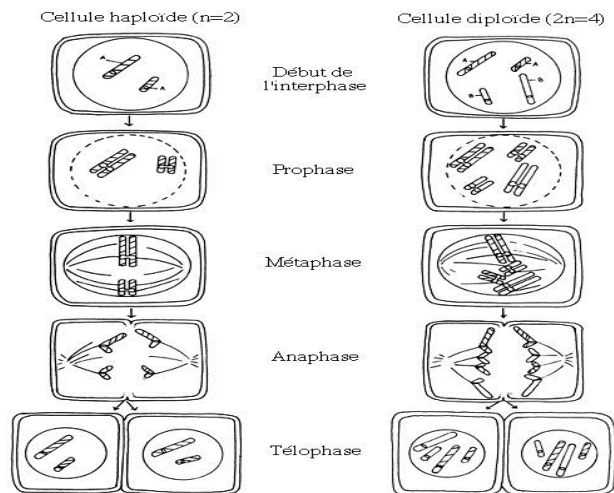 Cellule haploïde (n=2)
Cellule diploïde (2n=4)
A
A
A
A
B
B
Début de
l'interphase
Prophase
Métaphase
Anaphase
Télophase